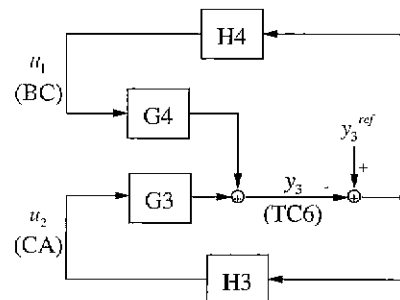 H4
u₁
(BC)
G4
y₃ʳᵉᶠ
+
G3
y₃
-
(TC6)
u₂
(CA)
H3